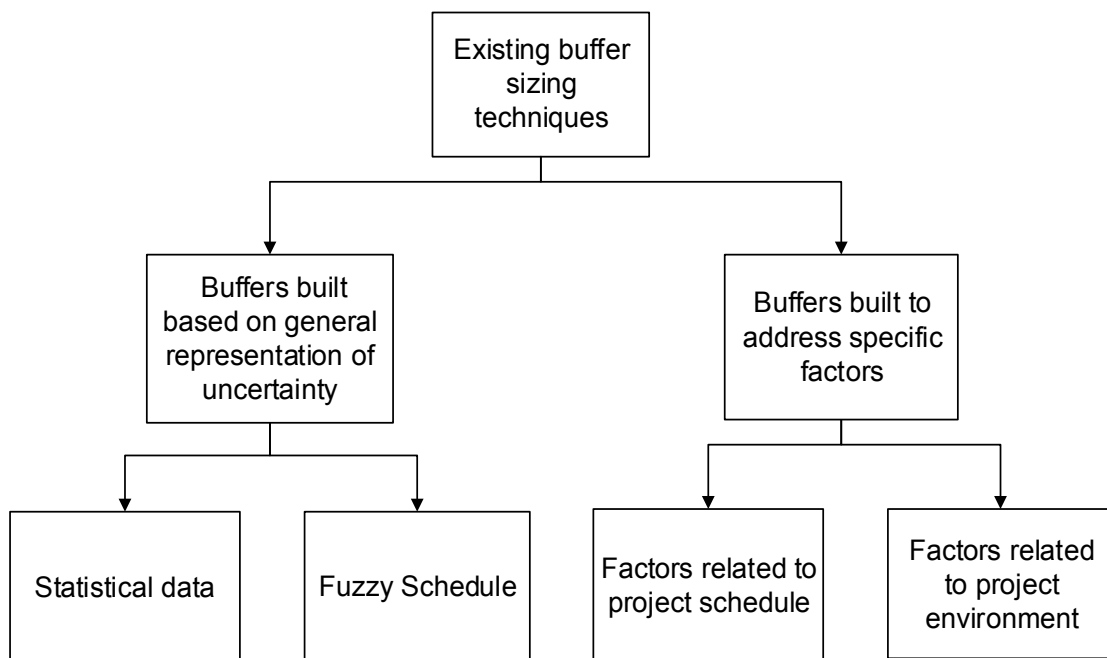 Existing buffer
sizing
techniques
Buffers built
based on general
representation of
uncertainty
Buffers built to
address specific
factors
Statistical data
Fuzzy Schedule
Factors related to
project schedule
Factors related
to project
environment